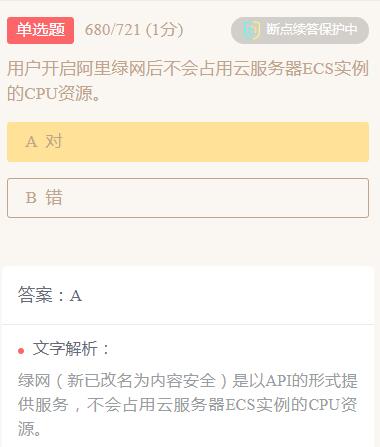 单选题 680/721 (1分) 断点续答保护中
用户开启阿里绿网后不会占用云服务器ECS实例
的CPU资源。
A 对
B 错
答案：A
文字解析：
绿网（新已改名为内容安全）是以API的形式提
供服务，不会占用云服务器ECS实例的CPU资
源。